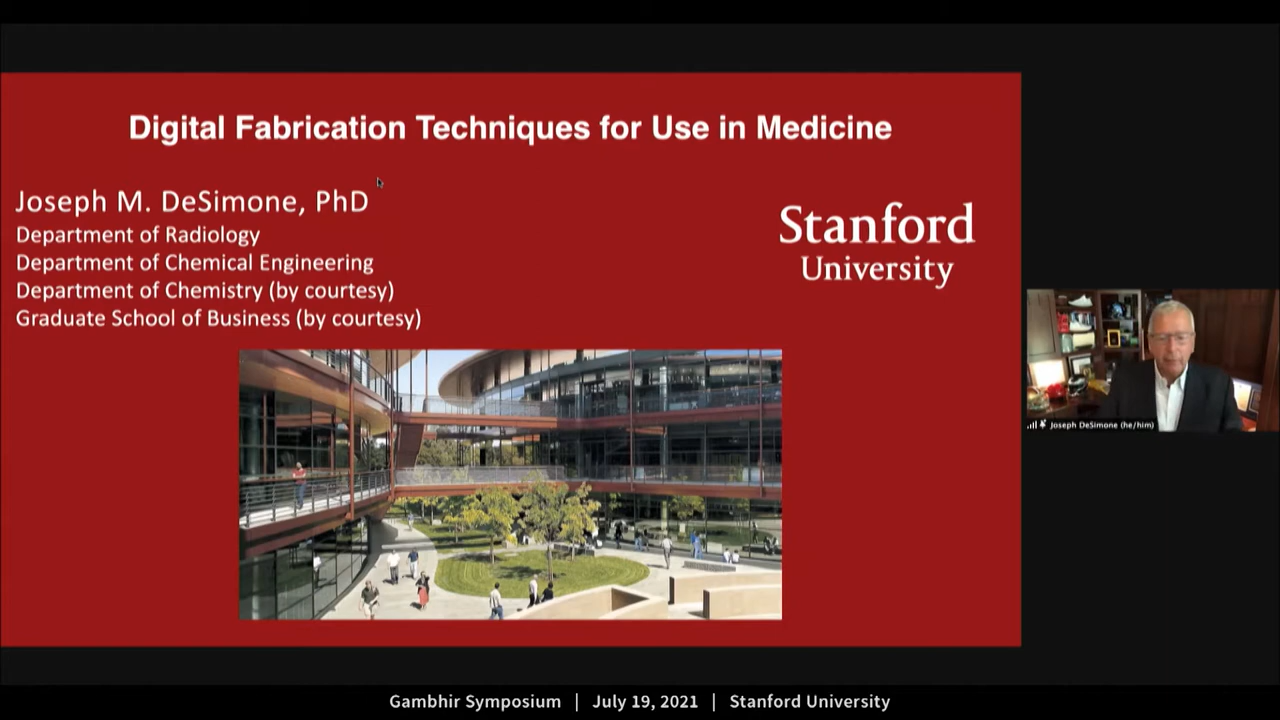 Digital Fabrication Techniques for Use in Medicine
Joseph M. DeSimone, PhD
Department of Radiology
Department of Chemical Engineering
Department of Chemistry (by courtesy)
Graduate School of Business (by courtesy)
Stanford
University
Joseph DeSimone (he/him)
Gambhir Symposium | July 19, 2021 | Stanford University